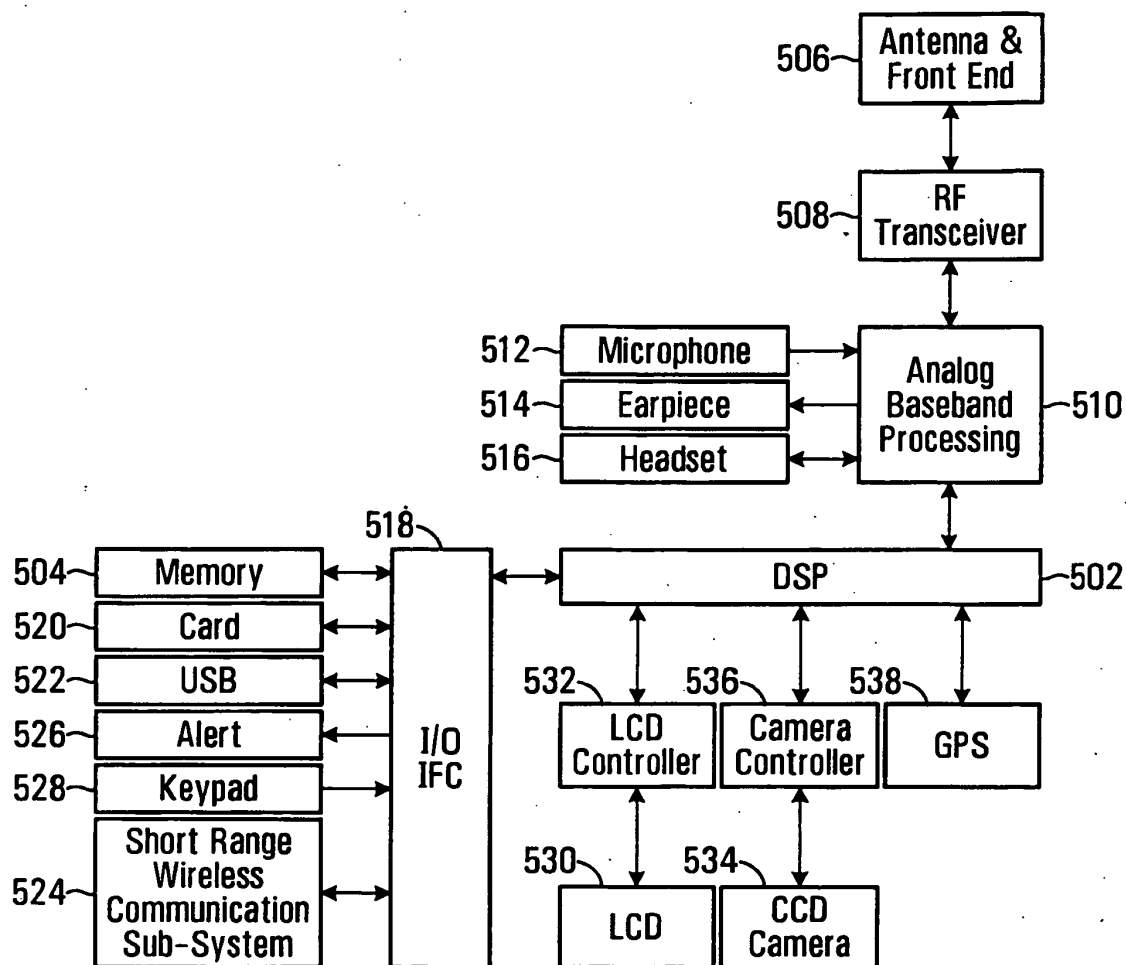 506
Antenna &
Front End
508
RF
Transceiver
512
Microphone
514
Earpiece
516
Headset
Analog
Baseband
Processing
510
518
504
Memory
520
Card
522
USB
526
Alert
528
Keypad
524
Short Range
Wireless
Communication
Sub-System
I/O
IFC
DSP
502
532
LCD
Controller
536
Camera
Controller
538
GPS
530
LCD
534
CCD
Camera